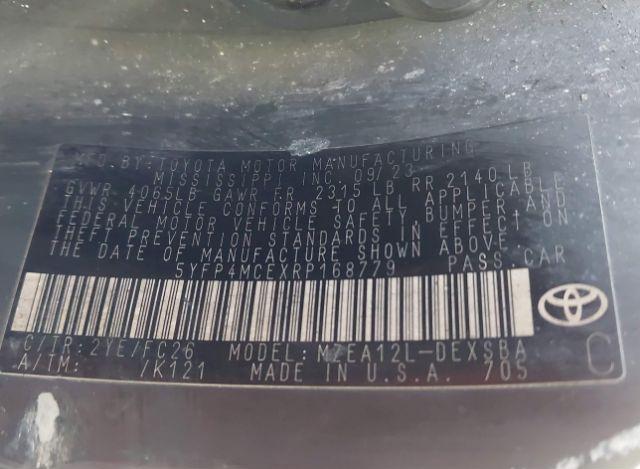 MFD. BY: TOYOTA MOTOR MANUFACTURING
MISSISSIPPI, INC. 09/23
GVWR 4065LB GAWR FR 2315 LB RR 2140 LB
THIS VEHICLE CONFORMS TO ALL APPLICABLE
FEDERAL MOTOR VEHICLE SAFETY, BUMPER, AND
THEFT PREVENTION STANDARDS IN EFFECT ON
THE DATE OF MANUFACTURE SHOWN ABOVE.
5YFP4MCEXRP168779 PASS.CAR
C/TR: 2YE/FC26 MODEL: MZEA12L-DEXSBA
A/TM: /K121 MADE IN U.S.A. 705
C